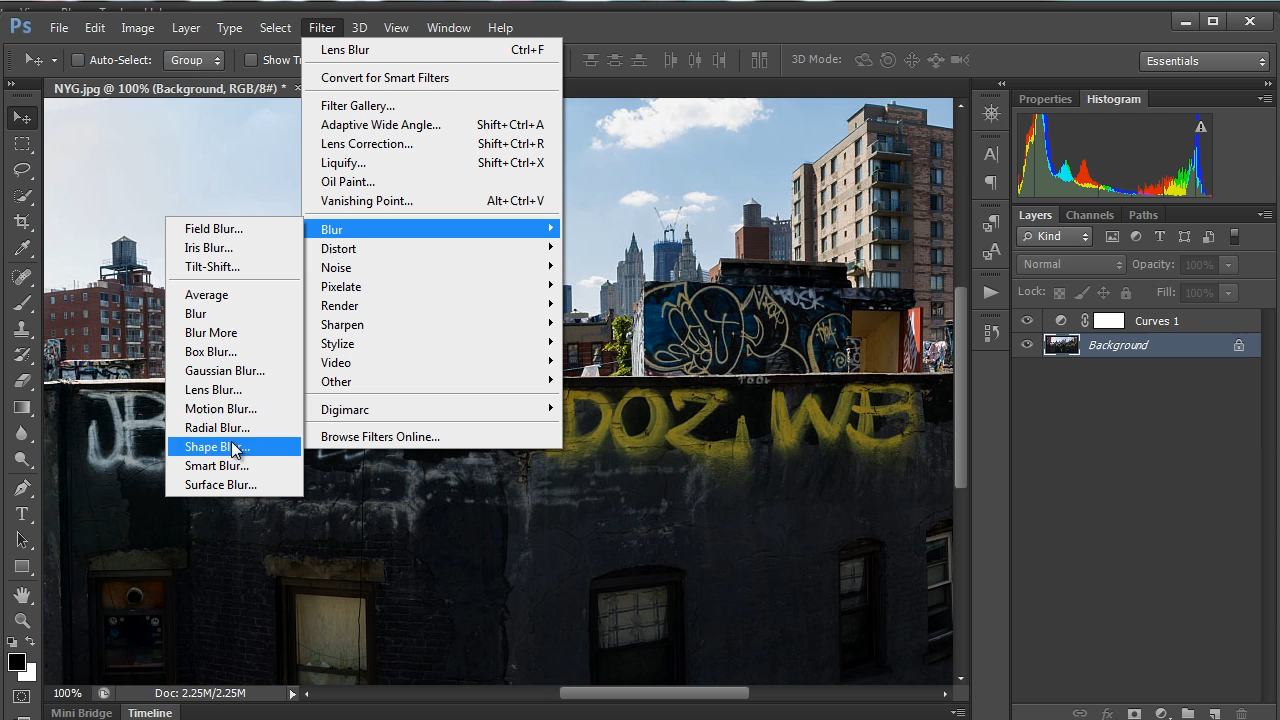 Ps File Edit Image Layer Type Select Filter 3D View Window Help
Auto-Select: Group Show Tr 3D Mode: Essentials
NYG.jpg @ 100% (Background, RGB/8#) * ×
Lens Blur Ctrl+F
Convert for Smart Filters
Filter Gallery...
Adaptive Wide Angle... Shift+Ctrl+A
Lens Correction... Shift+Ctrl+R
Liquify... Shift+Ctrl+X
Oil Paint...
Vanishing Point... Alt+Ctrl+V
Blur
Distort
Noise
Pixelate
Render
Sharpen
Stylize
Video
Other
Digimarc
Browse Filters Online...
Field Blur...
Iris Blur...
Tilt-Shift...
Average
Blur
Blur More
Box Blur...
Gaussian Blur...
Lens Blur...
Motion Blur...
Radial Blur...
Shape Blur...
Smart Blur...
Surface Blur...
DOZ, WB
Properties Histogram
Layers Channels Paths
Kind
Normal Opacity: 100%
Lock: Fill: 100%
Curves 1
Background
100% Doc: 2.25M/2.25M
Mini Bridge Timeline